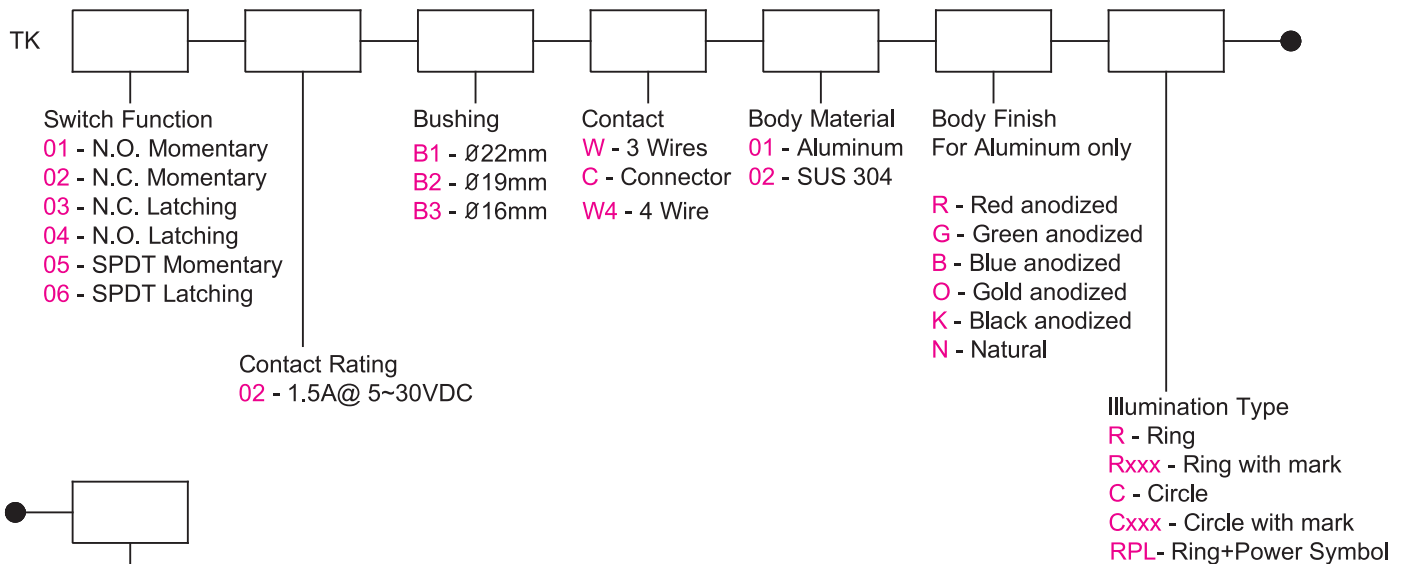 TK
Switch Function
01 - N.O. Momentary
02 - N.C. Momentary
03 - N.C. Latching
04 - N.O. Latching
05 - SPDT Momentary
06 - SPDT Latching
Contact Rating
02 - 1.5A@ 5~30VDC
Bushing
B1 - Ø22mm
B2 - Ø19mm
B3 - Ø16mm
Contact
W - 3 Wires
C - Connector
W4 - 4 Wire
Body Material
01 - Aluminum
02 - SUS 304
Body Finish
For Aluminum only
R - Red anodized
G - Green anodized
B - Blue anodized
O - Gold anodized
K - Black anodized
N - Natural
Illumination Type
R - Ring
Rxxx - Ring with mark
C - Circle
Cxxx - Circle with mark
RPL- Ring+Power Symbol